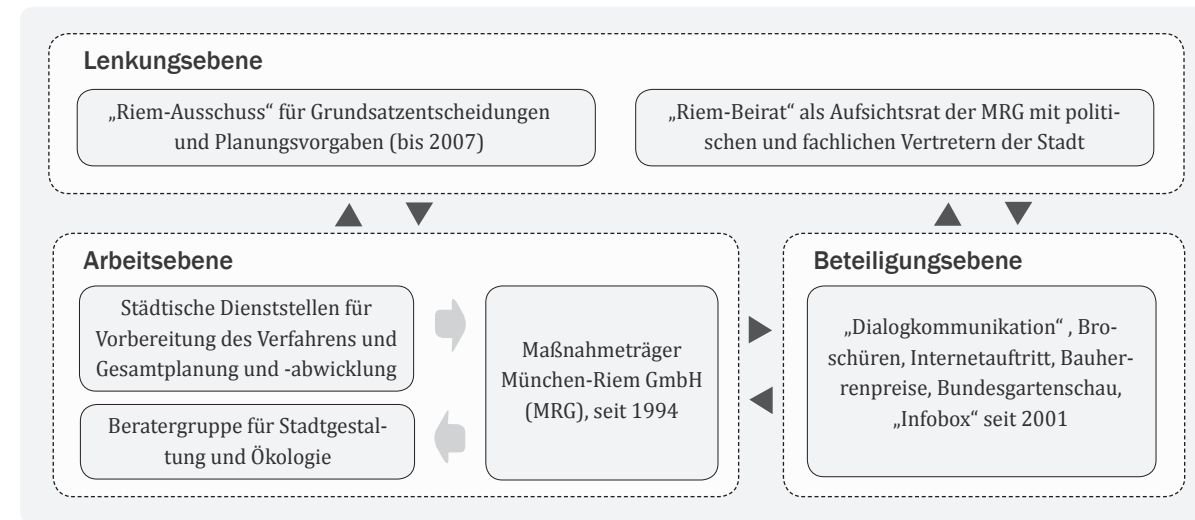 Lenkungsebene
„Riem-Ausschuss“ für Grundsatzentscheidungen
und Planungsvorgaben (bis 2007)
„Riem-Beirat“ als Aufsichtsrat der MRG mit politi-
schen und fachlichen Vertretern der Stadt
Arbeitsebene
Städtische Dienststellen für
Vorbereitung des Verfahrens und
Gesamtplanung und -abwicklung
Beratergruppe für Stadtgestal-
tung und Ökologie
Maßnahmeträger
München-Riem GmbH
(MRG), seit 1994
Beteiligungsebene
„Dialogkommunikation“ , Bro-
schüren, Internetauftritt, Bauher-
renpreise, Bundesgartenschau,
„Infobox“ seit 2001